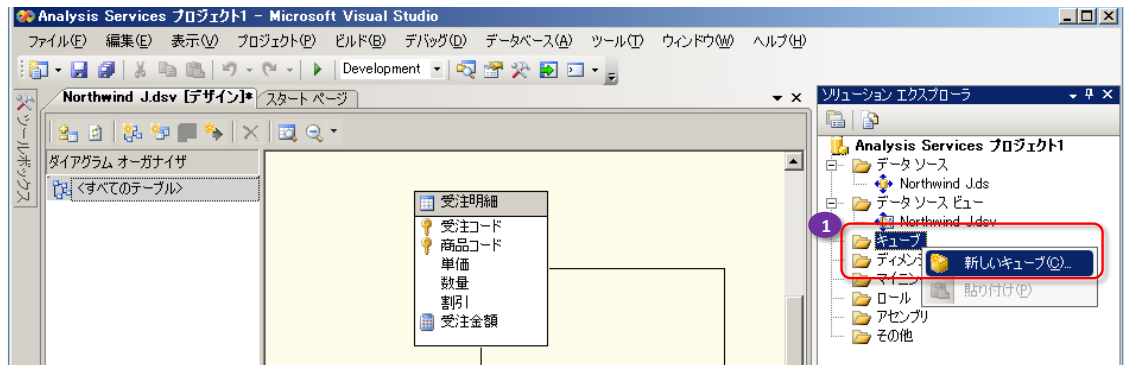 Analysis Services プロジェクト1 - Microsoft Visual Studio
ファイル(F) 編集(E) 表示(V) プロジェクト(P) ビルド(B) デバッグ(D) データベース(A) ツール(T) ウィンドウ(W) ヘルプ(H)
Development
Northwind J.dsv [デザイン]* スタート ページ
ツールボックス
ダイアグラム オーガナイザ
<すべてのテーブル>
受注明細
受注コード
商品コード
単価
数量
割引
受注金額
ソリューション エクスプローラ
Analysis Services プロジェクト1
データ ソース
Northwind J.ds
データ ソース ビュー
Northwind J.dsv
1
キューブ
新しいキューブ(C)...
ディメンシ
マイニン
貼り付け(P)
ロール
アセンブリ
その他